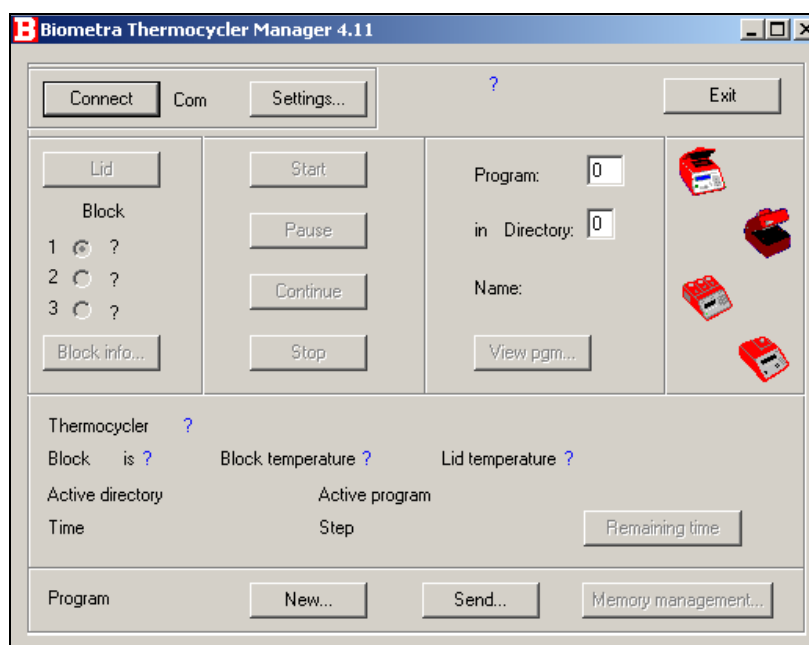 B Biometra Thermocycler Manager 4.11
Connect Com Settings... ? Exit
Lid Start Program: 0
Block
1 ? Pause in Directory: 0
2 ?
3 ? Continue Name:
Block info... Stop View pgm...
Thermocycler ?
Block is ? Block temperature ? Lid temperature ?
Active directory Active program
Time Step Remaining time
Program New... Send... Memory management...